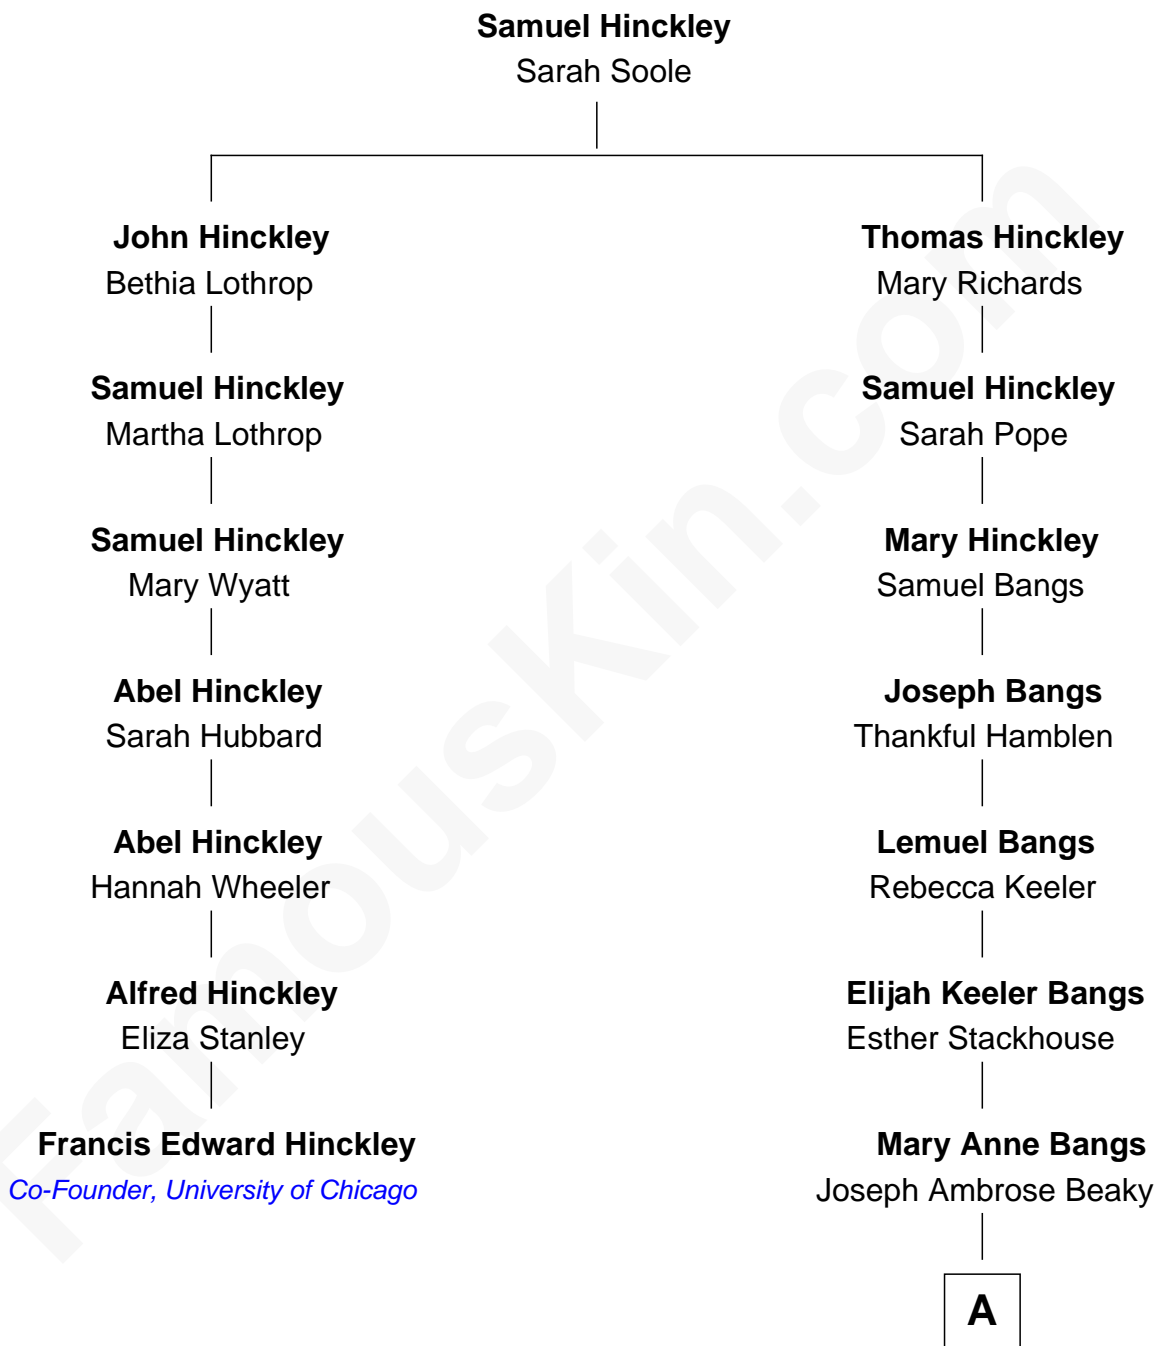 Samuel Hinckley
Sarah Soole
John Hinckley
Bethia Lothrop
Thomas Hinckley
Mary Richards
Samuel Hinckley
Martha Lothrop
Samuel Hinckley
Sarah Pope
Samuel Hinckley
Mary Wyatt
Mary Hinckley
Samuel Bangs
Abel Hinckley
Sarah Hubbard
Joseph Bangs
Thankful Hamblen
Abel Hinckley
Hannah Wheeler
Lemuel Bangs
Rebecca Keeler
Alfred Hinckley
Eliza Stanley
Elijah Keeler Bangs
Esther Stackhouse
Francis Edward Hinckley
Co-Founder, University of Chicago
Mary Anne Bangs
Joseph Ambrose Beaky
A
FamousKin.com